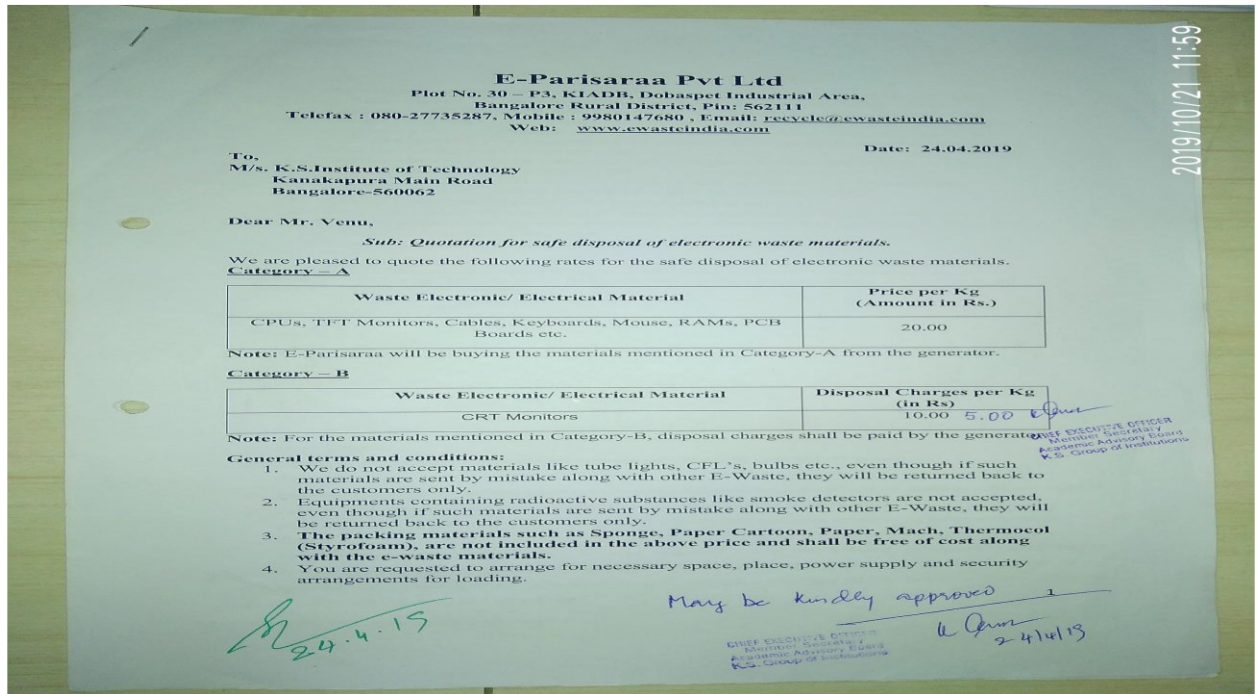 2019/10/21 11:59
E-Parisaraa Pvt Ltd
Plot No. 30 – P3, KIADB, Dobaspet Industrial Area,
Bangalore Rural District, Pin: 562111
Telefax : 080-27735287, Mobile : 9980147680 , Email: recycle@ewasteindia.com
Web: www.ewasteindia.com
Date: 24.04.2019
To,
M/s. K.S.Institute of Technology
Kanakapura Main Road
Bangalore-560062
Dear Mr. Venu,
Sub: Quotation for safe disposal of electronic waste materials.
We are pleased to quote the following rates for the safe disposal of electronic waste materials.
Category – A
Waste Electronic/ Electrical Material
Price per Kg
(Amount in Rs.)
CPUs, TFT Monitors, Cables, Keyboards, Mouse, RAMs, PCB
Boards etc.
20.00
Note: E-Parisaraa will be buying the materials mentioned in Category-A from the generator.
Category – B
Waste Electronic/ Electrical Material
Disposal Charges per Kg
(in Rs)
CRT Monitors
10.00 5.00
Note: For the materials mentioned in Category-B, disposal charges shall be paid by the generator
CHIEF EXECUTIVE OFFICER
Member Secretary
Academic Advisory Board
K.S. Group of Institutions
General terms and conditions:
1. We do not accept materials like tube lights, CFL's, bulbs etc., even though if such
materials are sent by mistake along with other E-Waste, they will be returned back to
the customers only.
2. Equipments containing radioactive substances like smoke detectors are not accepted,
even though if such materials are sent by mistake along with other E-Waste, they will
be returned back to the customers only.
3. The packing materials such as Sponge, Paper Cartoon, Paper, Mach, Thermocol
(Styrofoam), are not included in the above price and shall be free of cost along
with the e-waste materials.
4. You are requested to arrange for necessary space, place, power supply and security
arrangements for loading.
May be kindly approved
1
24.4.19
24/4/19
CHIEF EXECUTIVE OFFICER
Member Secretary
Academic Advisory Board
K.S. Group of Institutions